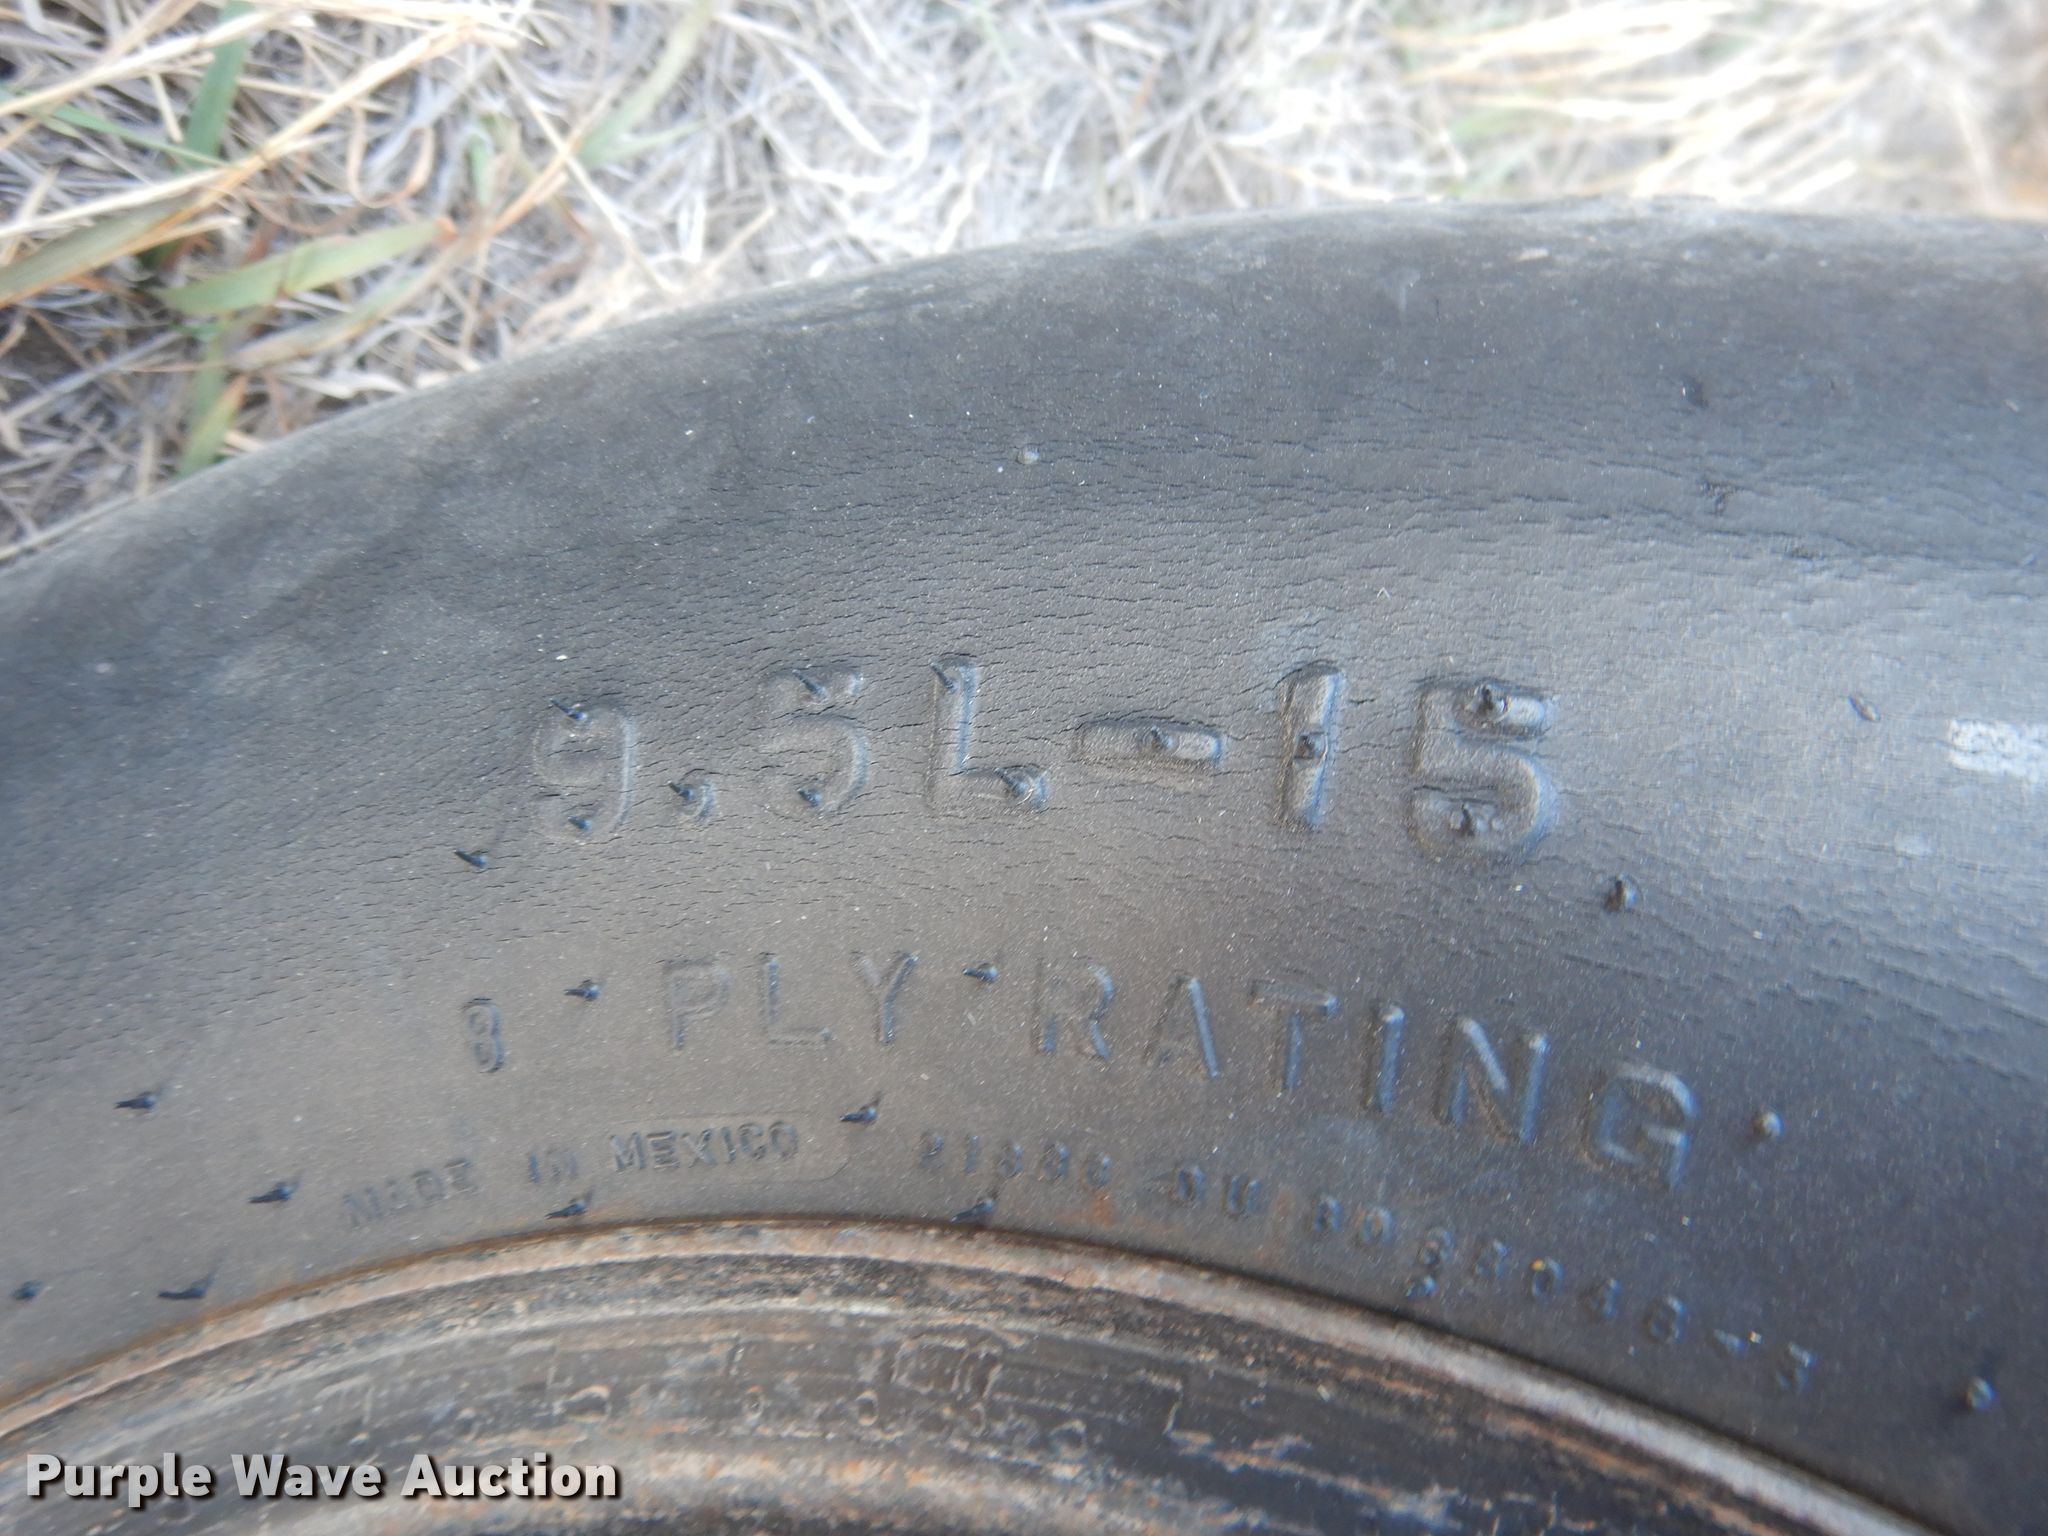 9.5L-15
8 PLY RATING
MADE IN MEXICO
Purple Wave Auction